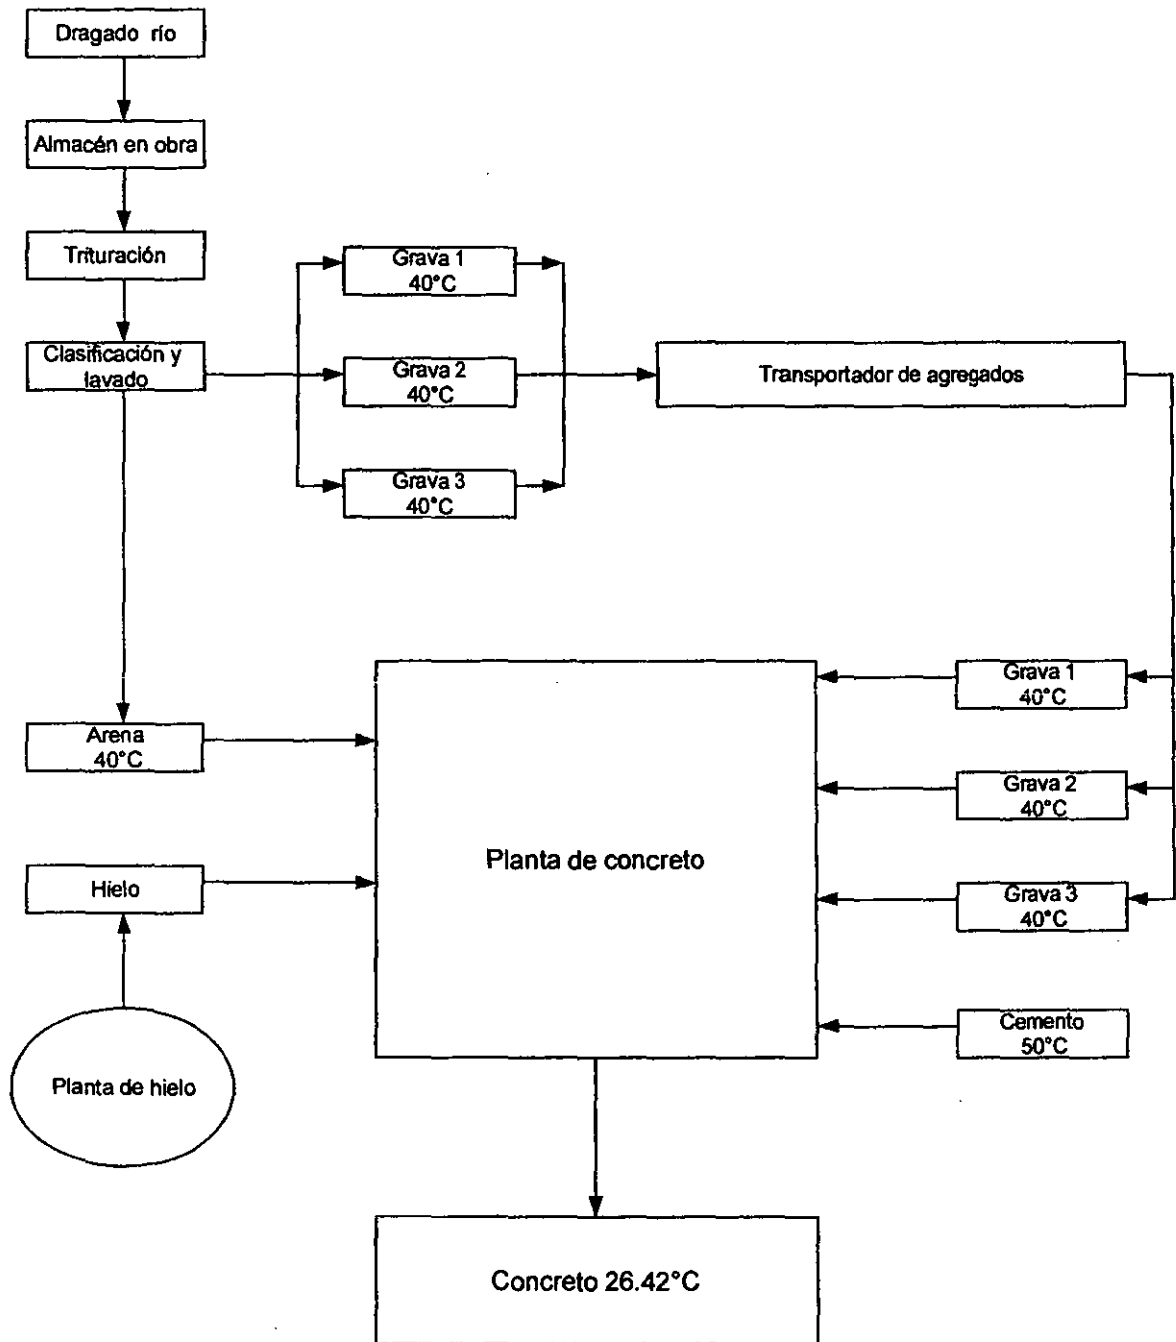 Dragado río
Almacén en obra
Trituración
Clasificación y
lavado
Grava 1
40°C
Grava 2
40°C
Grava 3
40°C
Transportador de agregados
Arena
40°C
Hielo
Planta de hielo
Planta de concreto
Grava 1
40°C
Grava 2
40°C
Grava 3
40°C
Cemento
50°C
Concreto 26.42°C